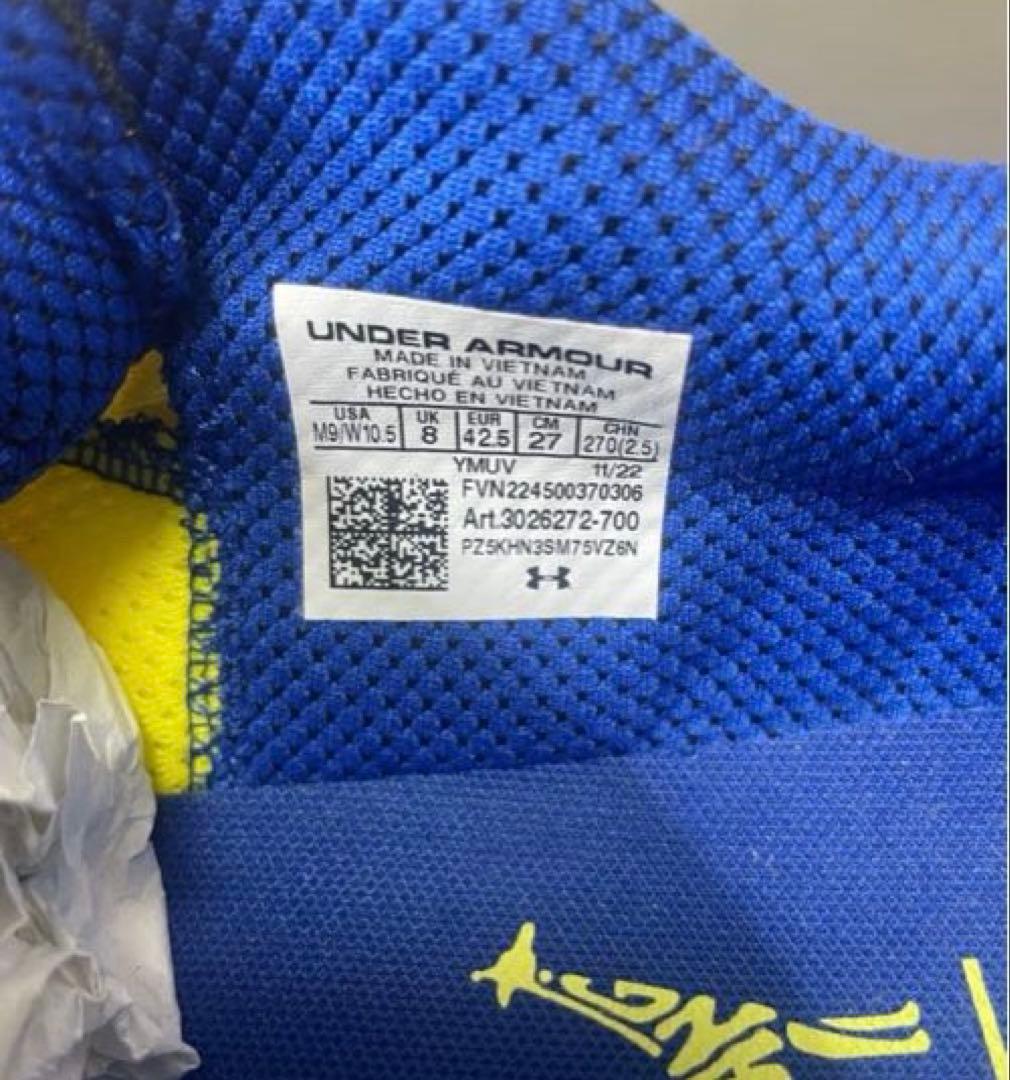 UNDER ARMOUR
MADE IN VIETNAM
FABRIQUÉ AU VIETNAM
HECHO EN VIETNAM
USA UK EUR CM CHN
M9/W10.5 8 42.5 27 270(2.5)
YMUV 11/22
FVN224500370306
Art.3026272-700
PZ5KHN3SM75VZ6N